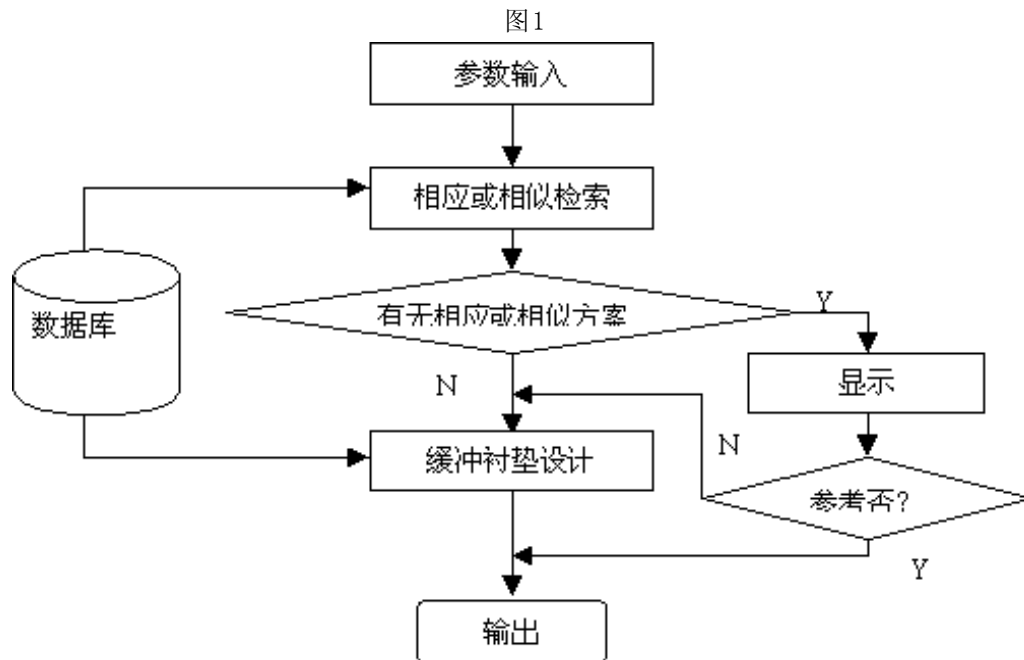 图1
参数输入
相应或相似检索
数据库
有无相应或相似方案
Y
显示
N
缓冲衬垫设计
N
参考否?
Y
输出